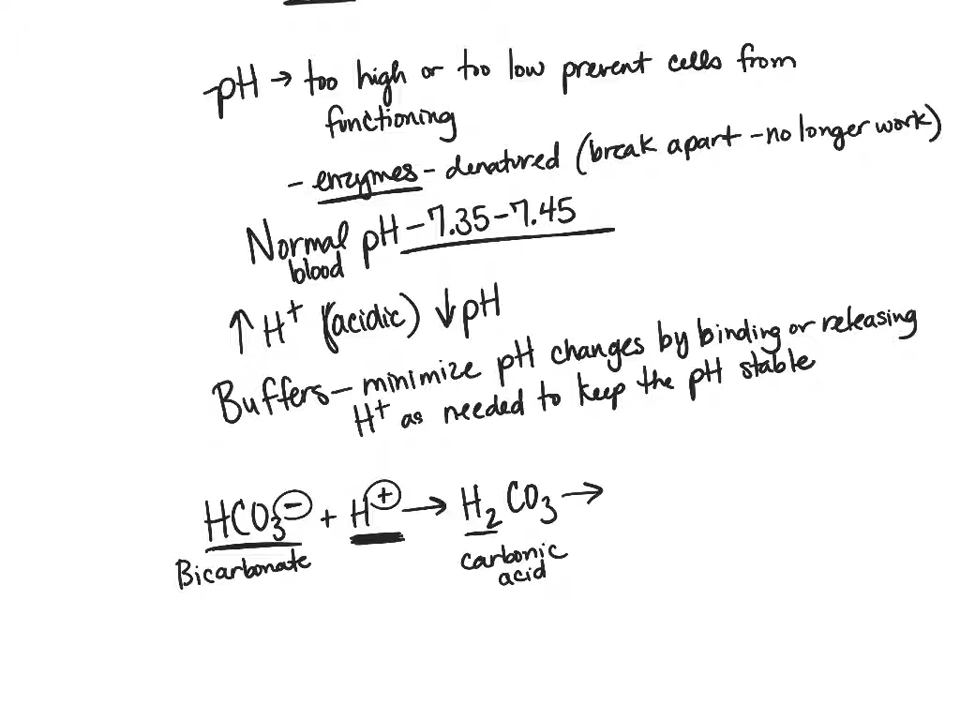 pH → too high or too low prevent cells from
functioning
- enzymes - denatured (break apart - no longer work)
Normal pH - 7.35-7.45
blood
↑ H⁺ (acidic) ↓ pH
Buffers - minimize pH changes by binding or releasing
H⁺ as needed to keep the pH stable
HCO₃⁻ + H⁺ → H₂CO₃ →
Bicarbonate carbonic
acid